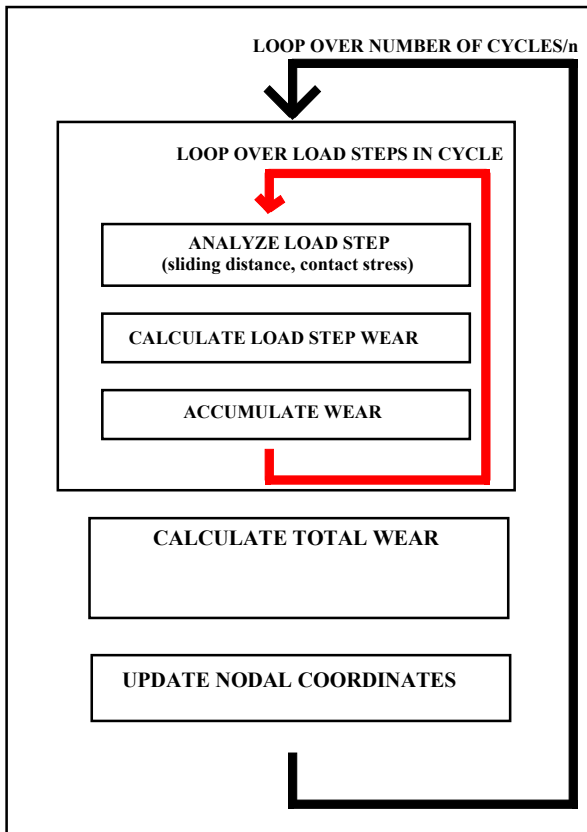 LOOP OVER NUMBER OF CYCLES/n
LOOP OVER LOAD STEPS IN CYCLE
ANALYZE LOAD STEP
(sliding distance, contact stress)
CALCULATE LOAD STEP WEAR
ACCUMULATE WEAR
CALCULATE TOTAL WEAR
UPDATE NODAL COORDINATES